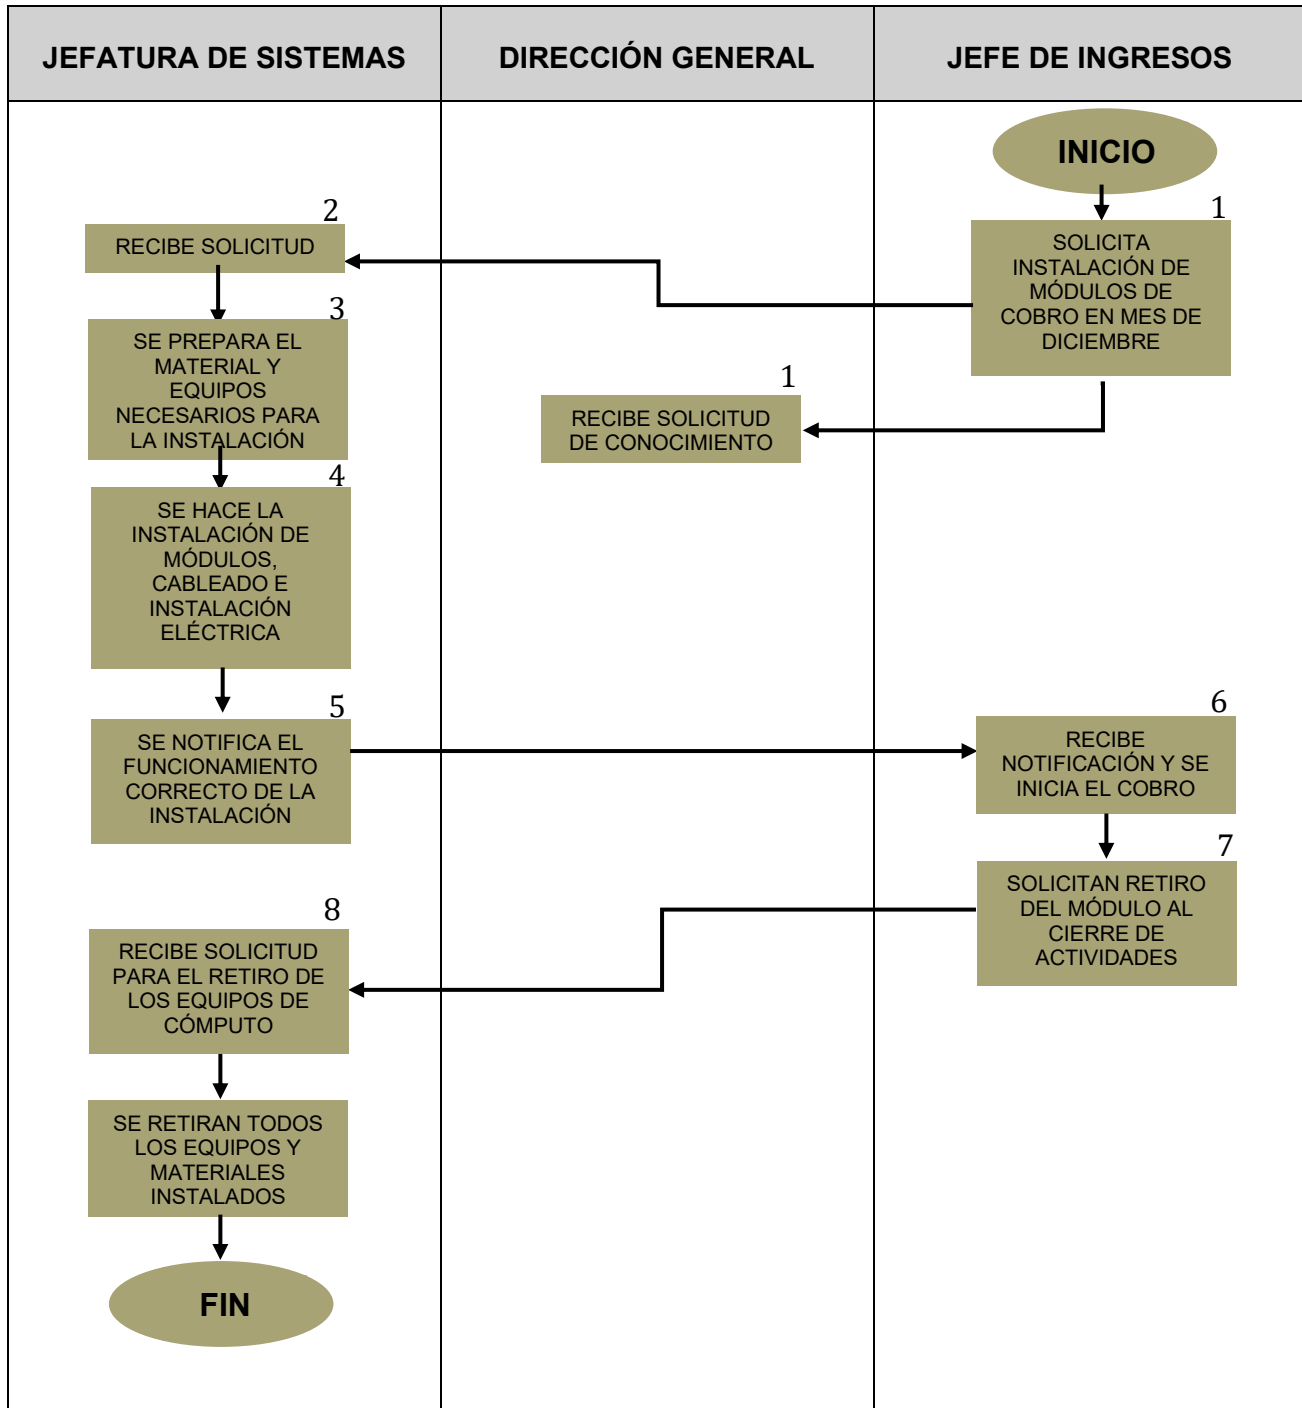 JEFATURA DE SISTEMAS
DIRECCIÓN GENERAL
JEFE DE INGRESOS
INICIO
1
SOLICITA
INSTALACIÓN DE
MÓDULOS DE
COBRO EN MES DE
DICIEMBRE
2
RECIBE SOLICITUD
1
RECIBE SOLICITUD
DE CONOCIMIENTO
3
SE PREPARA EL
MATERIAL Y
EQUIPOS
NECESARIOS PARA
LA INSTALACIÓN
4
SE HACE LA
INSTALACIÓN DE
MÓDULOS,
CABLEADO E
INSTALACIÓN
ELÉCTRICA
5
SE NOTIFICA EL
FUNCIONAMIENTO
CORRECTO DE LA
INSTALACIÓN
6
RECIBE
NOTIFICACIÓN Y SE
INICIA EL COBRO
7
SOLICITAN RETIRO
DEL MÓDULO AL
CIERRE DE
ACTIVIDADES
8
RECIBE SOLICITUD
PARA EL RETIRO DE
LOS EQUIPOS DE
CÓMPUTO
SE RETIRAN TODOS
LOS EQUIPOS Y
MATERIALES
INSTALADOS
FIN